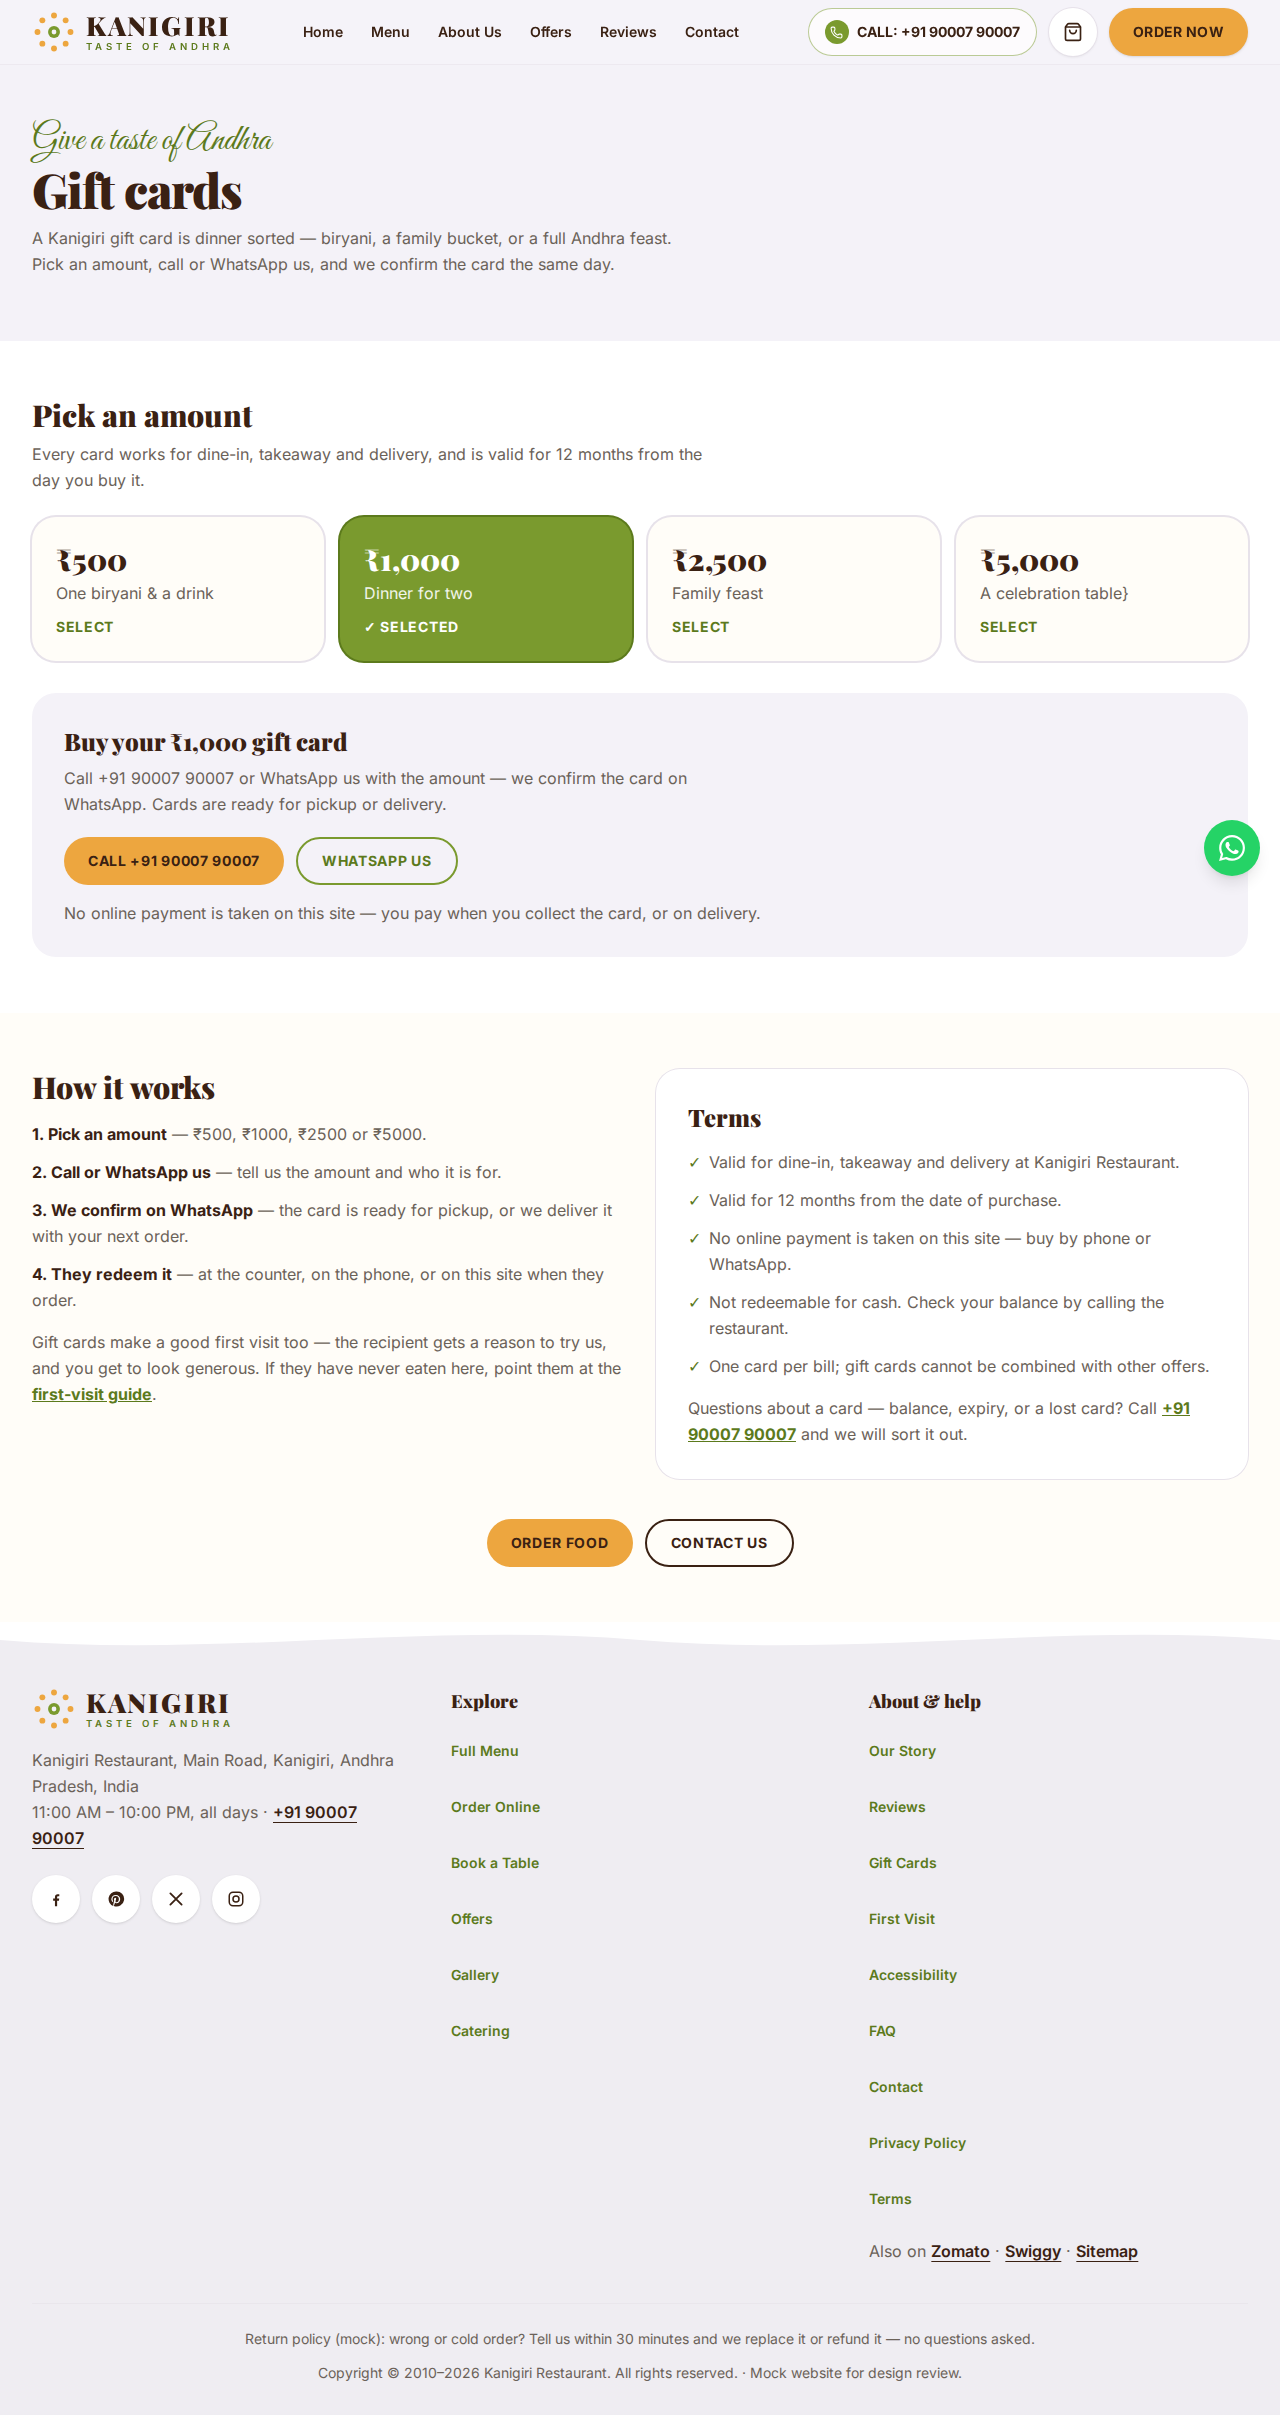 KANIGIRI
TASTE OF ANDHRA
Home Menu About Us Offers Reviews Contact
CALL: +91 90007 90007
ORDER NOW
Give a taste of Andhra
Gift cards
A Kanigiri gift card is dinner sorted — biryani, a family bucket, or a full Andhra feast.
Pick an amount, call or WhatsApp us, and we confirm the card the same day.
Pick an amount
Every card works for dine-in, takeaway and delivery, and is valid for 12 months from the
day you buy it.
₹500
One biryani & a drink
SELECT
₹1,000
Dinner for two
✓ SELECTED
₹2,500
Family feast
SELECT
₹5,000
A celebration table}
SELECT
Buy your ₹1,000 gift card
Call +91 90007 90007 or WhatsApp us with the amount — we confirm the card on
WhatsApp. Cards are ready for pickup or delivery.
CALL +91 90007 90007
WHATSAPP US
No online payment is taken on this site — you pay when you collect the card, or on delivery.
How it works
1. Pick an amount — ₹500, ₹1000, ₹2500 or ₹5000.
2. Call or WhatsApp us — tell us the amount and who it is for.
3. We confirm on WhatsApp — the card is ready for pickup, or we deliver it
with your next order.
4. They redeem it — at the counter, on the phone, or on this site when they
order.
Gift cards make a good first visit too — the recipient gets a reason to try us,
and you get to look generous. If they have never eaten here, point them at the
first-visit guide.
Terms
✓ Valid for dine-in, takeaway and delivery at Kanigiri Restaurant.
✓ Valid for 12 months from the date of purchase.
✓ No online payment is taken on this site — buy by phone or
WhatsApp.
✓ Not redeemable for cash. Check your balance by calling the
restaurant.
✓ One card per bill; gift cards cannot be combined with other offers.
Questions about a card — balance, expiry, or a lost card? Call +91
90007 90007 and we will sort it out.
ORDER FOOD
CONTACT US
KANIGIRI
TASTE OF ANDHRA
Kanigiri Restaurant, Main Road, Kanigiri, Andhra
Pradesh, India
11:00 AM – 10:00 PM, all days · +91 90007
90007
Explore
Full Menu
Order Online
Book a Table
Offers
Gallery
Catering
About & help
Our Story
Reviews
Gift Cards
First Visit
Accessibility
FAQ
Contact
Privacy Policy
Terms
Also on Zomato · Swiggy · Sitemap
Return policy (mock): wrong or cold order? Tell us within 30 minutes and we replace it or refund it — no questions asked.
Copyright © 2010–2026 Kanigiri Restaurant. All rights reserved. · Mock website for design review.